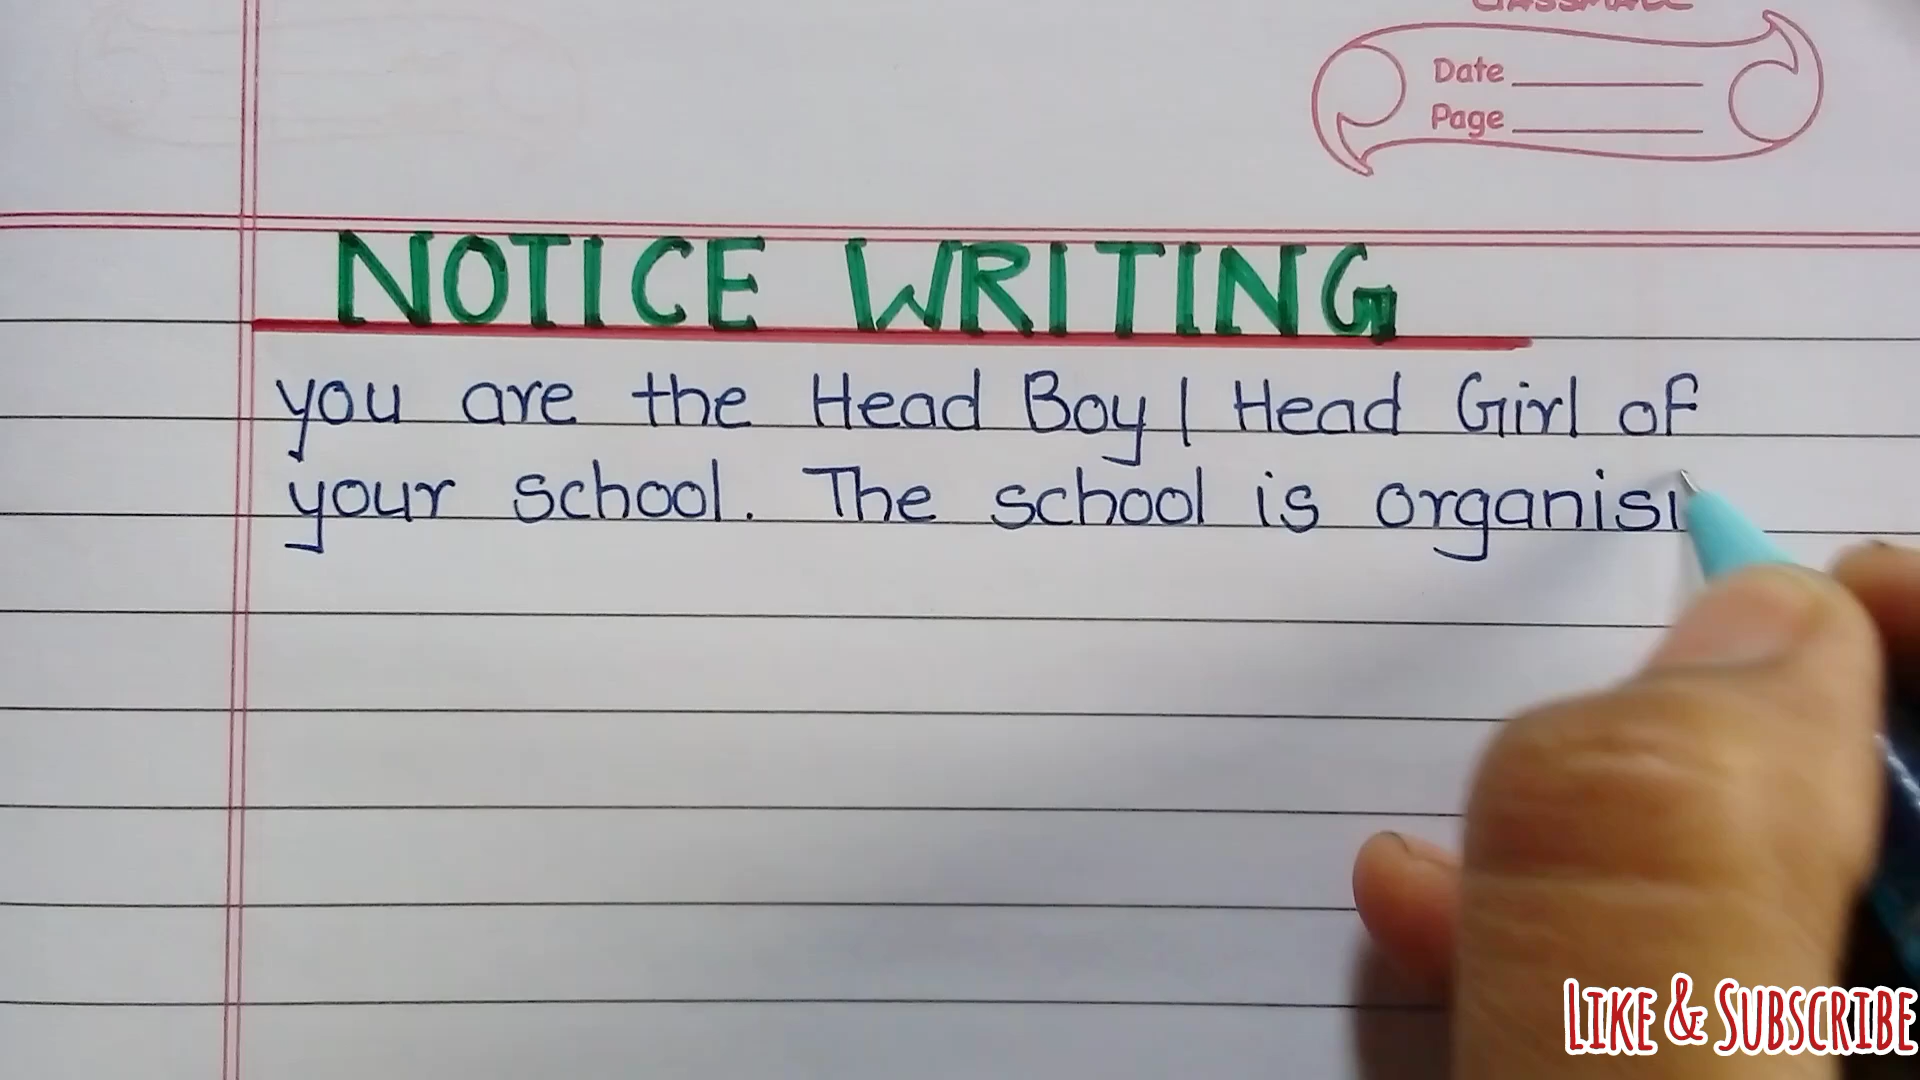 Date
Page
NOTICE WRITING
you are the Head Boy / Head Girl of
your school. The school is organisi
LIKE & SUBSCRIBE